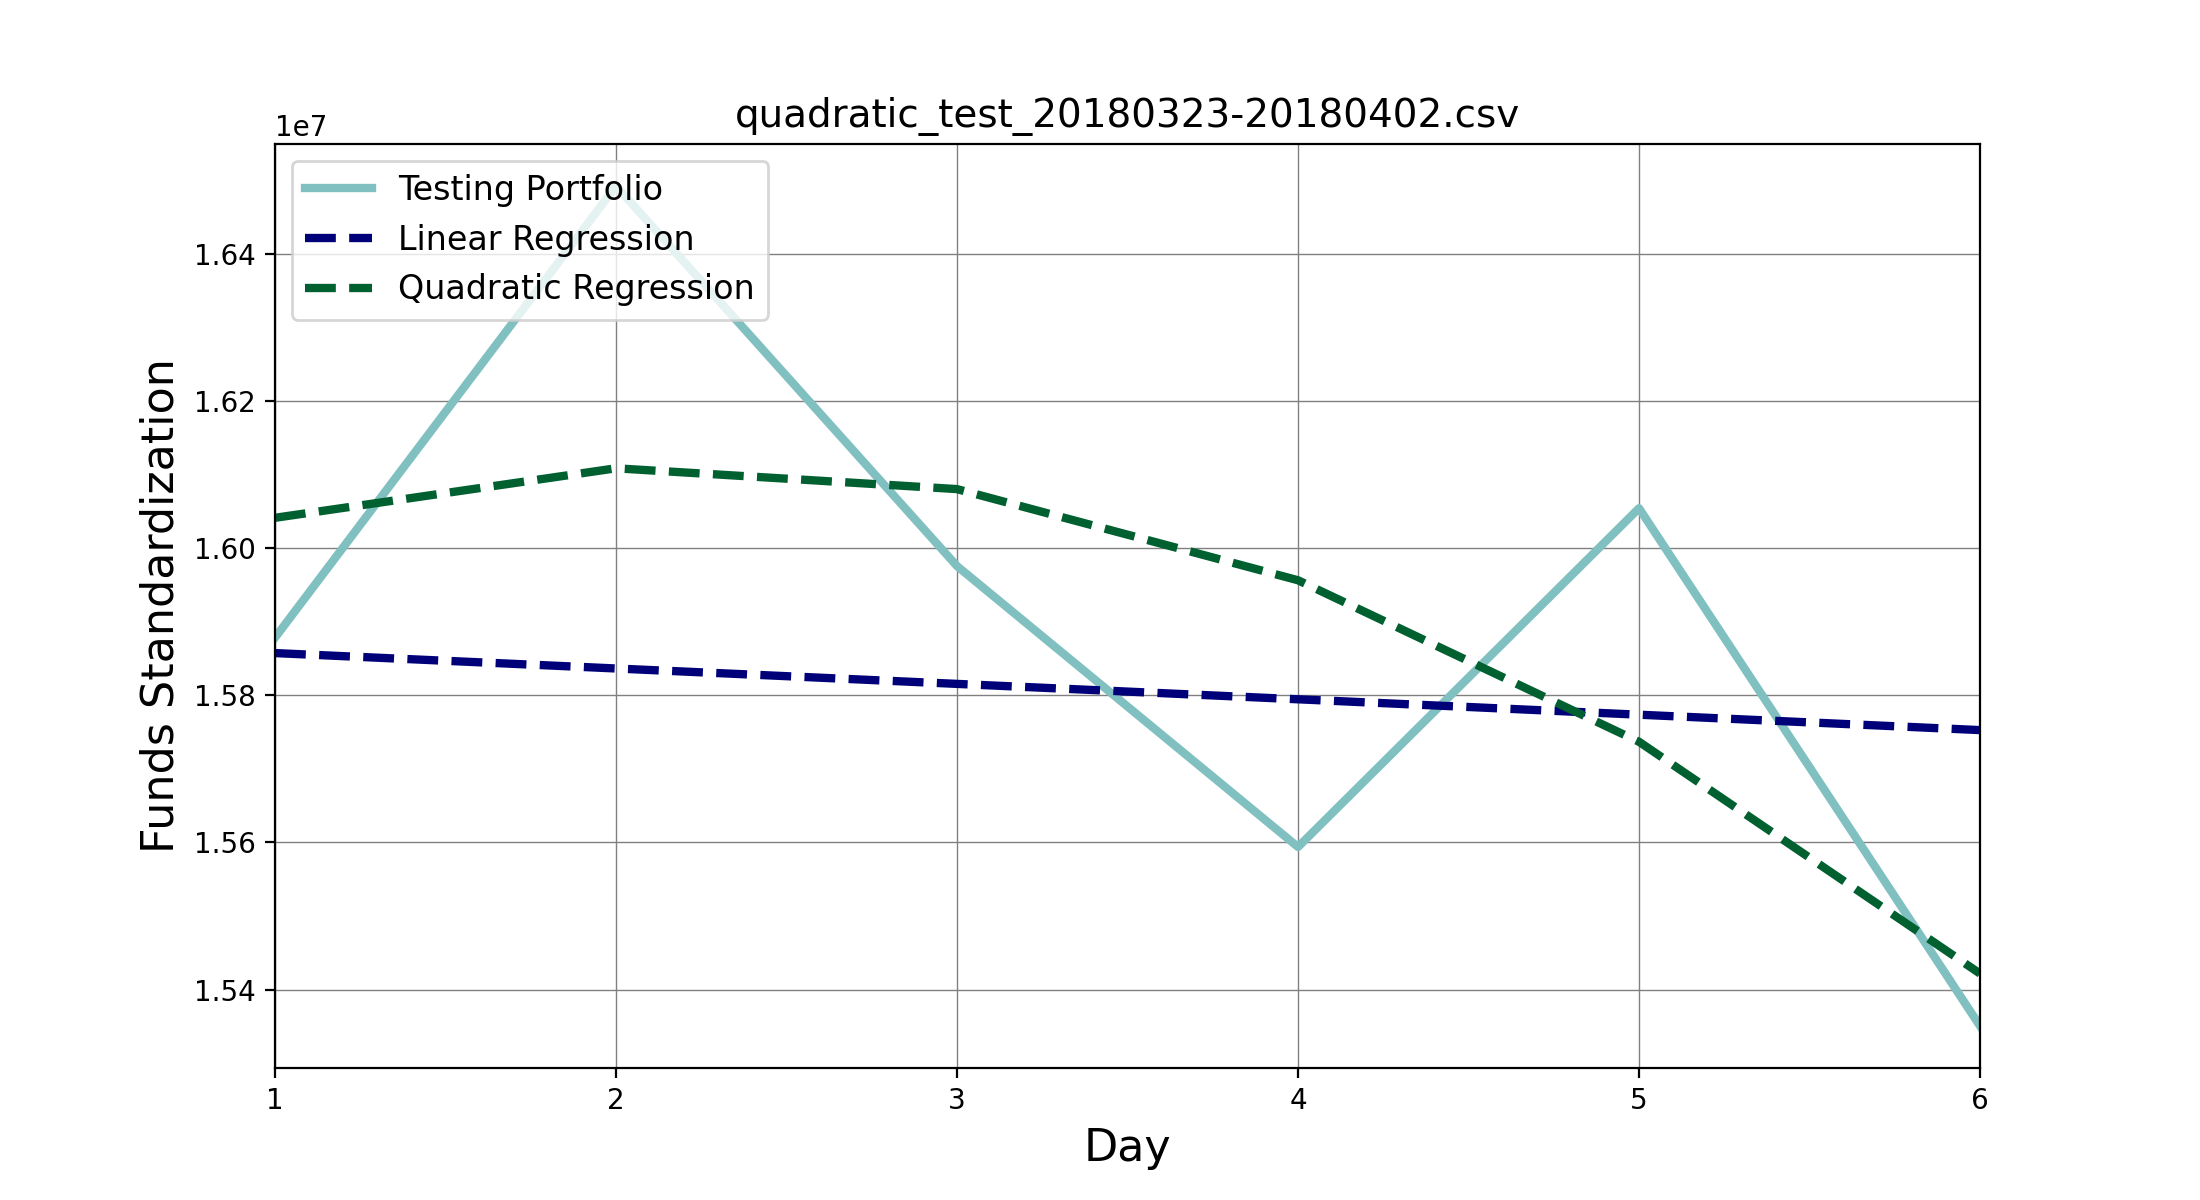 quadratic_test_20180323-20180402.csv
1e7
Testing Portfolio
Linear Regression
Quadratic Regression
1.64
1.62
1.60
1.58
1.56
1.54
Funds Standardization
1 2 3 4 5 6
Day